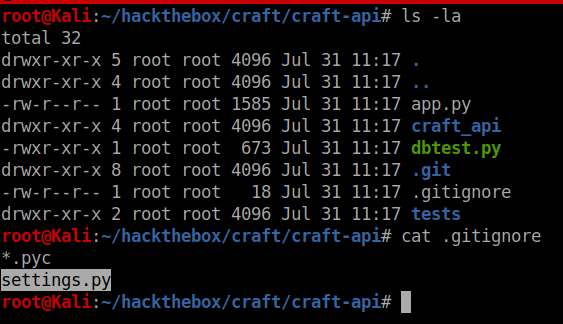 root@Kali:~/hackthebox/craft/craft-api# ls -la
total 32
drwxr-xr-x 5 root root 4096 Jul 31 11:17 .
drwxr-xr-x 4 root root 4096 Jul 31 11:17 ..
-rw-r--r-- 1 root root 1585 Jul 31 11:17 app.py
drwxr-xr-x 4 root root 4096 Jul 31 11:17 craft_api
-rwxr-xr-x 1 root root  673 Jul 31 11:17 dbtest.py
drwxr-xr-x 8 root root 4096 Jul 31 11:17 .git
-rw-r--r-- 1 root root   18 Jul 31 11:17 .gitignore
drwxr-xr-x 2 root root 4096 Jul 31 11:17 tests
root@Kali:~/hackthebox/craft/craft-api# cat .gitignore
*.pyc
settings.py
root@Kali:~/hackthebox/craft/craft-api#